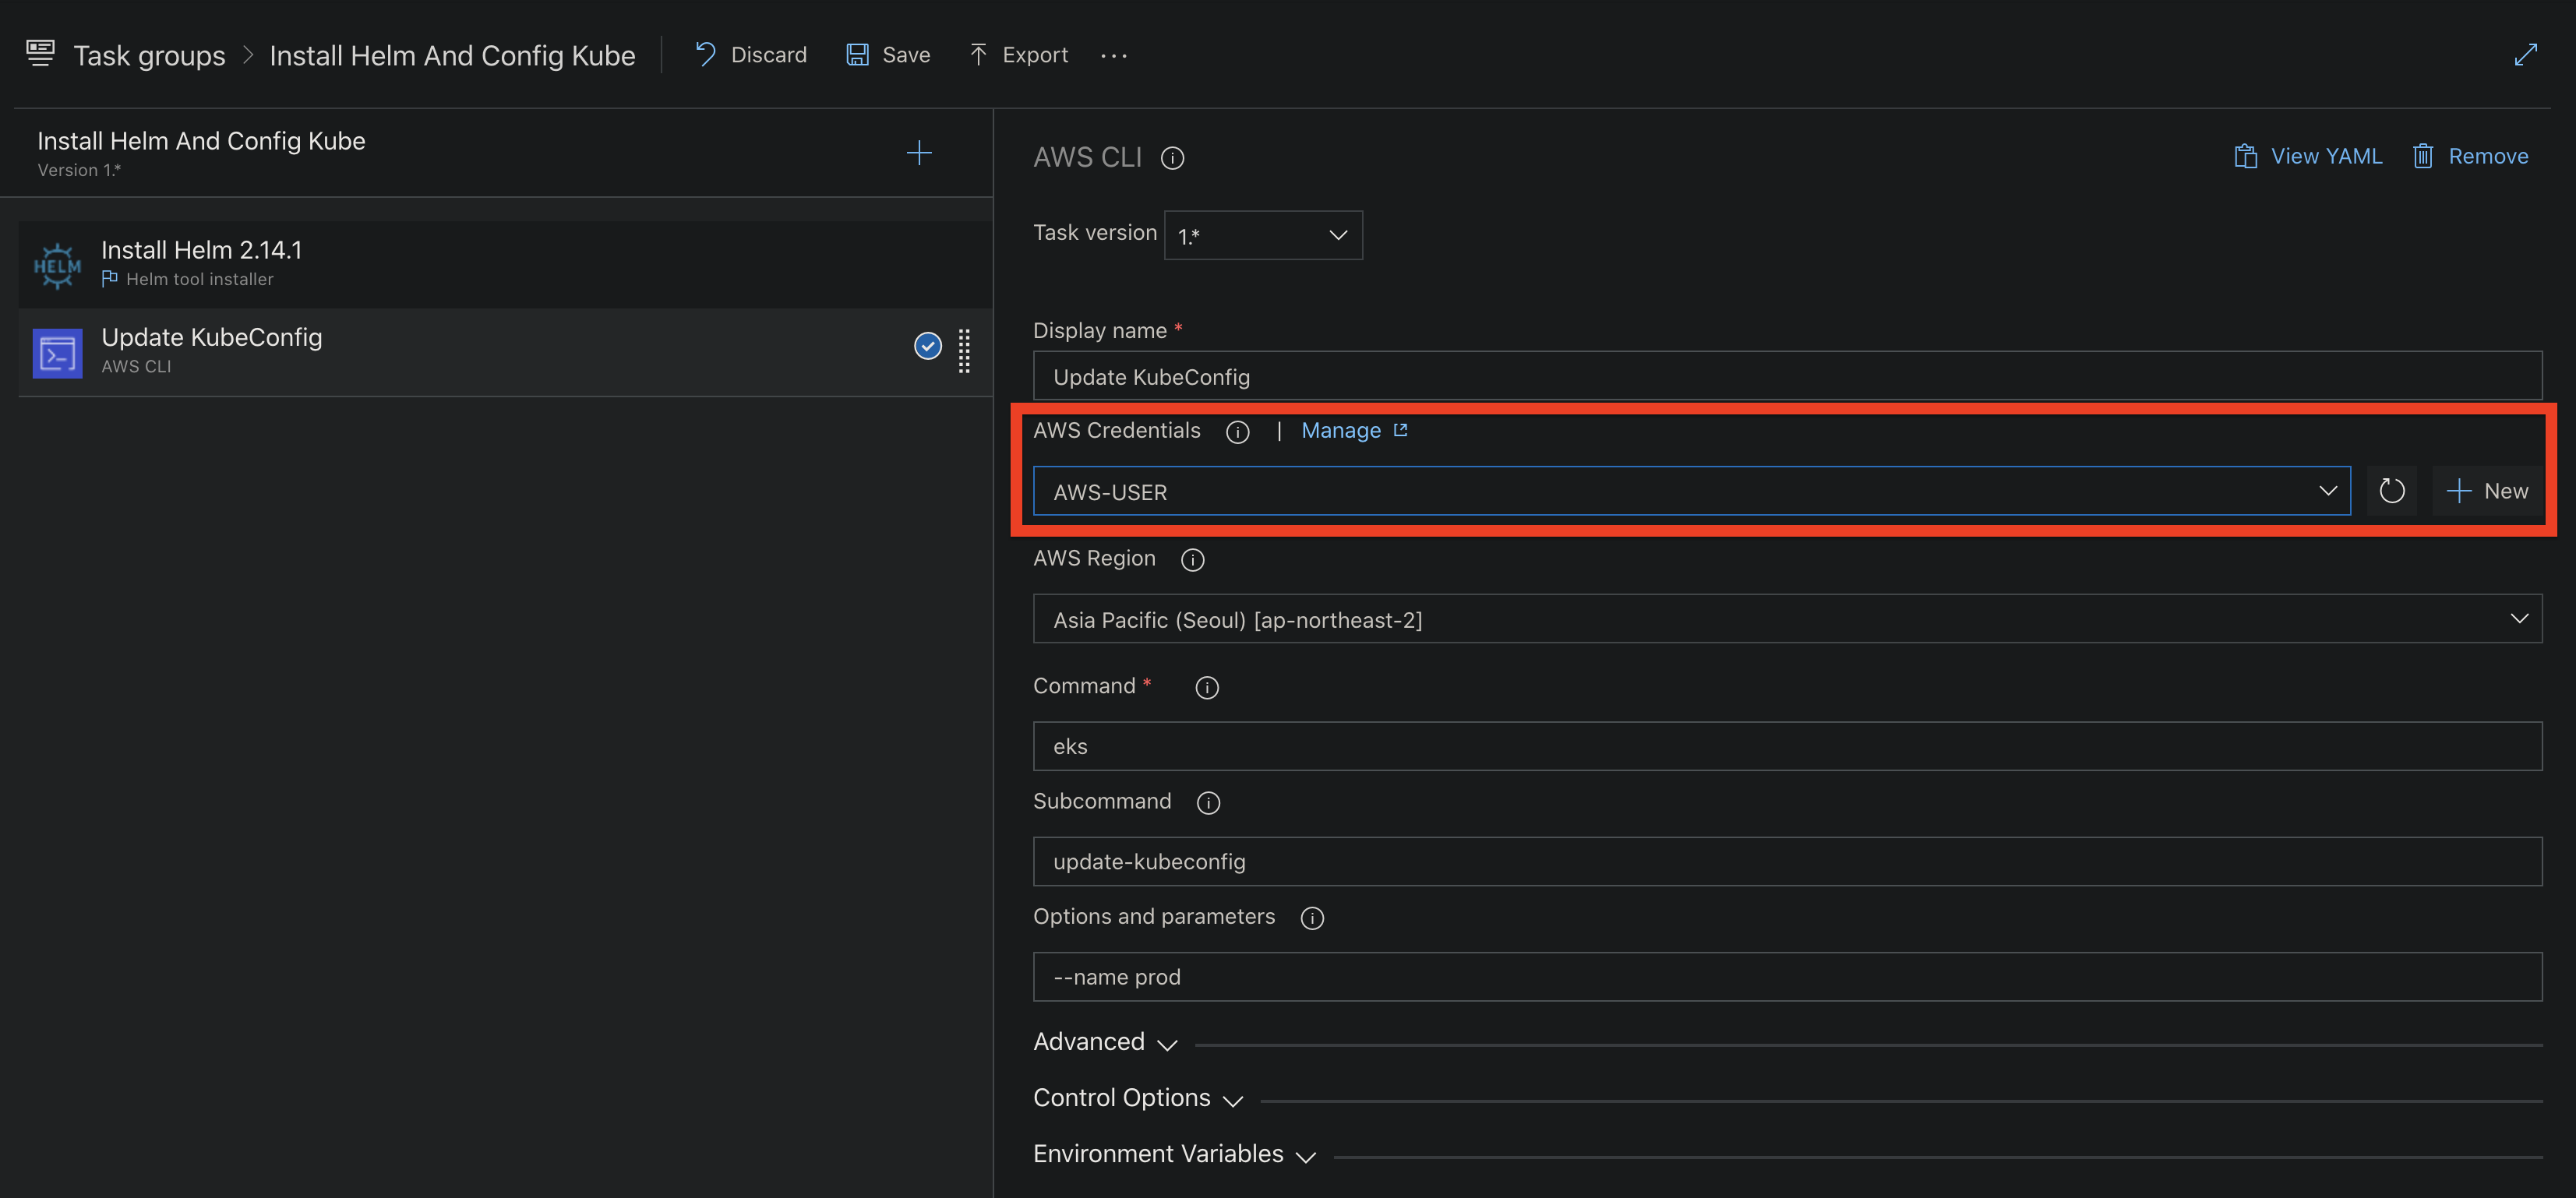 Task groups > Install Helm And Config Kube | Discard Save Export ...
Install Helm And Config Kube
Version 1.*
HELM
Install Helm 2.14.1
Helm tool installer
Update KubeConfig
AWS CLI
AWS CLI
View YAML Remove
Task version 1.*
Display name *
Update KubeConfig
AWS Credentials | Manage
AWS-USER
New
AWS Region
Asia Pacific (Seoul) [ap-northeast-2]
Command *
eks
Subcommand
update-kubeconfig
Options and parameters
--name prod
Advanced
Control Options
Environment Variables